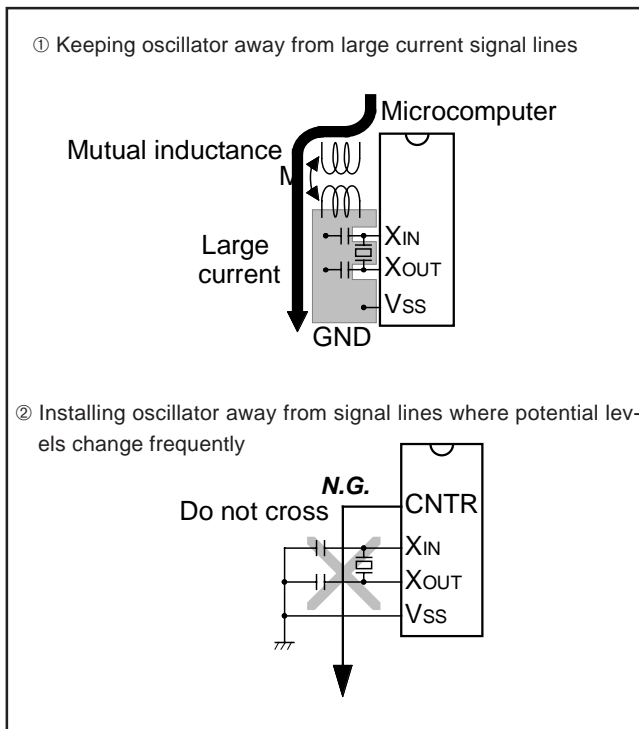 ① Keeping oscillator away from large current signal lines
Microcomputer
Mutual inductance
M
Large
current
XIN
XOUT
VSS
GND
② Installing oscillator away from signal lines where potential lev-
els change frequently
N.G.
Do not cross
CNTR
XIN
XOUT
VSS